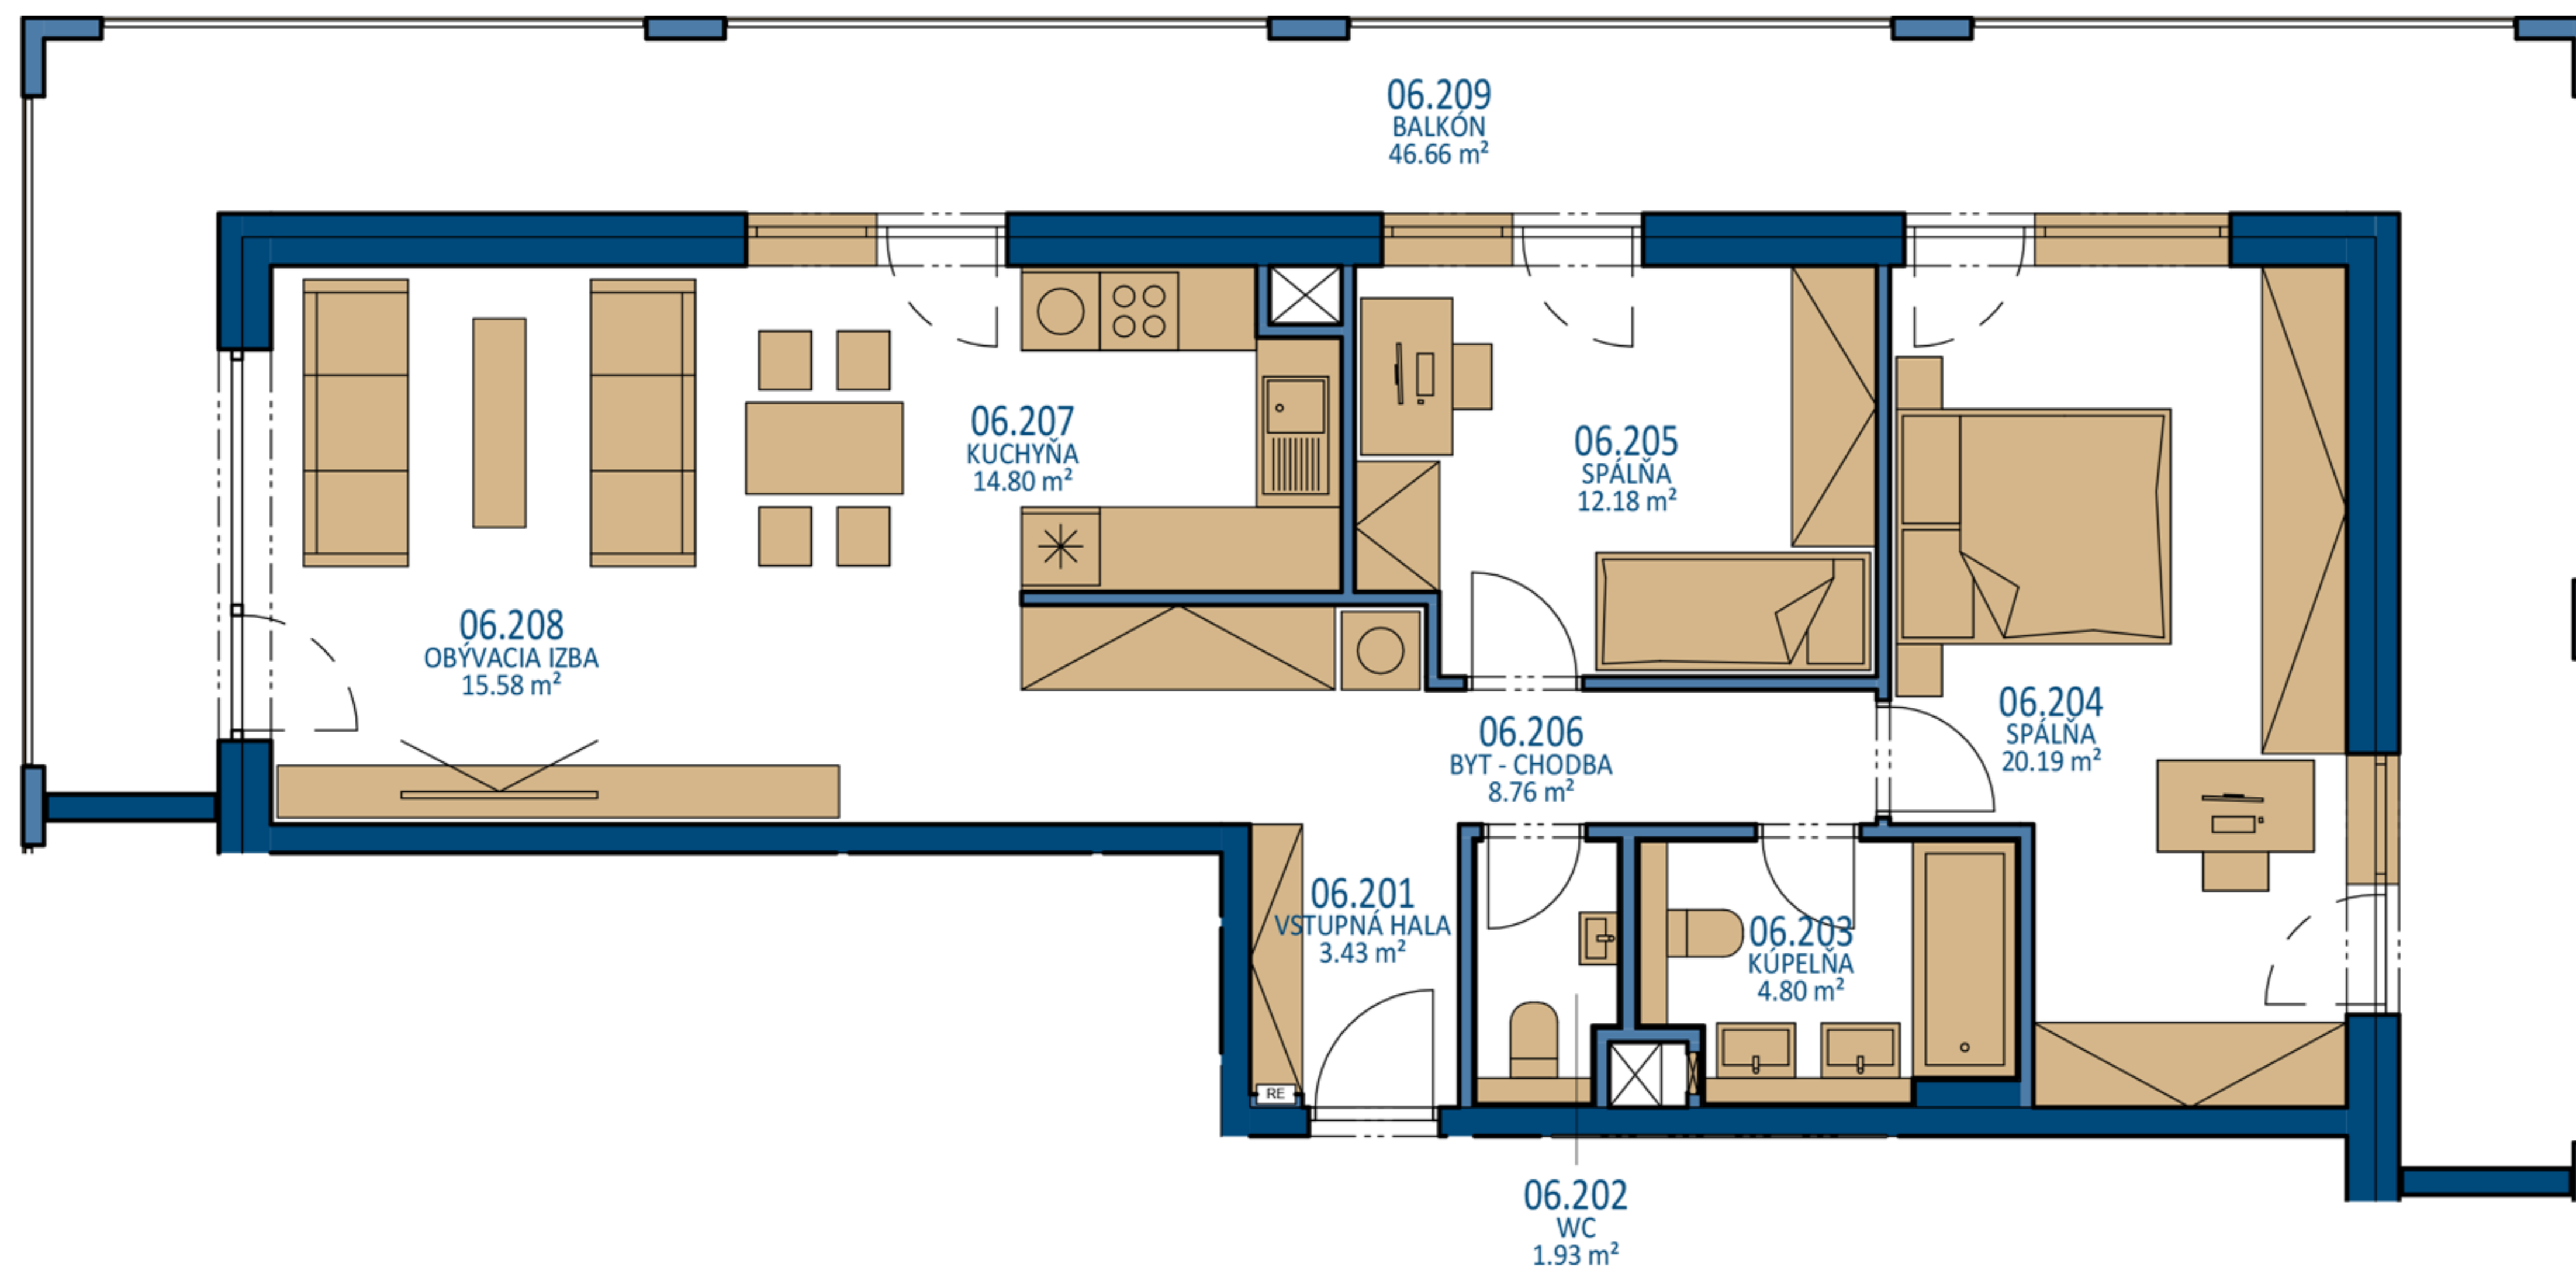 06.209
BALKÓN
46.66 m²
06.207
KUCHYŇA
14.80 m²
06.205
SPÁLŇA
12.18 m²
06.208
OBÝVACIA IZBA
15.58 m²
06.204
SPÁLŇA
20.19 m²
06.206
BYT - CHODBA
8.76 m²
06.201
VSTUPNÁ HALA
3.43 m²
06.203
KÚPELŇA
4.80 m²
RE
06.202
WC
1.93 m²